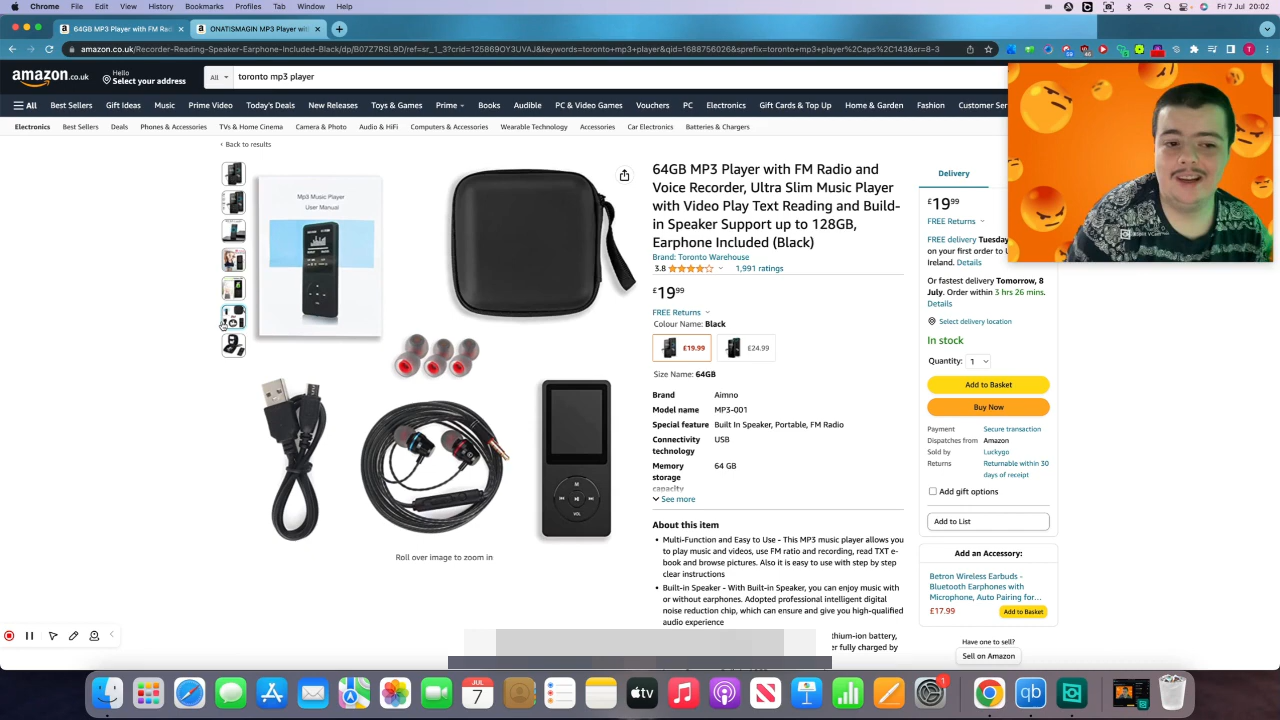 Chrome File Edit View History Bookmarks Profiles Tab Window Help Fri 7 Jul 20:02
64GB MP3 Player with FM Rad ONATISMAGIN MP3 Player wit
amazon.co.uk/Recorder-Reading-Speaker-Earphone-Included-Black/dp/B07Z7RSL9D/ref=sr_1_3?crid=125869OY3UVAJ&keywords=toronto+mp3+player&qid=1688756026&sprefix=toronto+mp3+player%2Caps%2C143&sr=8-3
amazon.co.uk
Hello
Select your address
All
toronto mp3 player
All Best Sellers Gift Ideas Music Prime Video Today's Deals New Releases Toys & Games Prime Books Audible PC & Video Games Vouchers PC Electronics Gift Cards & Top Up Home & Garden Fashion Customer Ser
Electronics Best Sellers Deals Phones & Accessories TVs & Home Cinema Camera & Photo Audio & HiFi Computers & Accessories Wearable Technology Accessories Car Electronics Batteries & Chargers
‹ Back to results
MP3 Music Player
User Manual
VOL
Roll over image to zoom in
64GB MP3 Player with FM Radio and
Voice Recorder, Ultra Slim Music Player
with Video Play Text Reading and Build-
in Speaker Support up to 128GB,
Earphone Included (Black)
Brand: Toronto Warehouse
3.8 1,991 ratings
£19⁹⁹
FREE Returns
Colour Name: Black
£19.99 £24.99
Size Name: 64GB
Brand Aimno
Model name MP3-001
Special feature Built In Speaker, Portable, FM Radio
Connectivity USB
technology
Memory 64 GB
storage
capacity
See more
About this item
• Multi-Function and Easy to Use - This MP3 music player allows you
to play music and videos, use FM ratio and recording, read TXT e-
book and browse pictures. Also it is easy to use with step by step
clear instructions
• Built-in Speaker - With Built-in Speaker, you can enjoy music with
or without earphones. Adopted professional intelligent digital
noise reduction chip, which can ensure and give you high-qualified
audio experience
thium-ion battery,
er fully charged by
Delivery
£19⁹⁹
FREE Returns
FREE delivery Tuesday
on your first order to U
Ireland. Details
Or fastest delivery Tomorrow, 8
July. Order within 3 hrs 26 mins.
Details
Select delivery location
In stock
Quantity: 1
Add to Basket
Buy Now
Payment Secure transaction
Dispatches from Amazon
Sold by Luckygo
Returns Returnable within 30
days of receipt
Add gift options
Add to List
Add an Accessory:
Betron Wireless Earbuds -
Bluetooth Earphones with
Microphone, Auto Pairing for...
£17.99 Add to Basket
Have one to sell?
Sell on Amazon
JUL
7
tv
qb
1